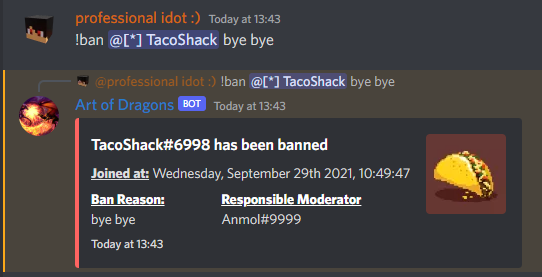 professional idot :) Today at 13:43
!ban @[*] TacoShack bye bye
@professional idot :) !ban @[*] TacoShack bye bye
Art of Dragons BOT Today at 13:43
TacoShack#6998 has been banned
Joined at: Wednesday, September 29th 2021, 10:49:47
Ban Reason: Responsible Moderator
bye bye Anmol#9999
Today at 13:43